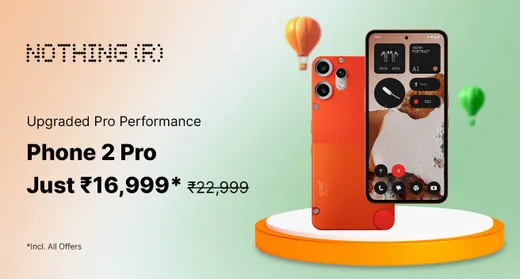 NOTHING (R)
Upgraded Pro Performance
Phone 2 Pro
Just ₹16,999* ₹22,999
*Incl. All Offers